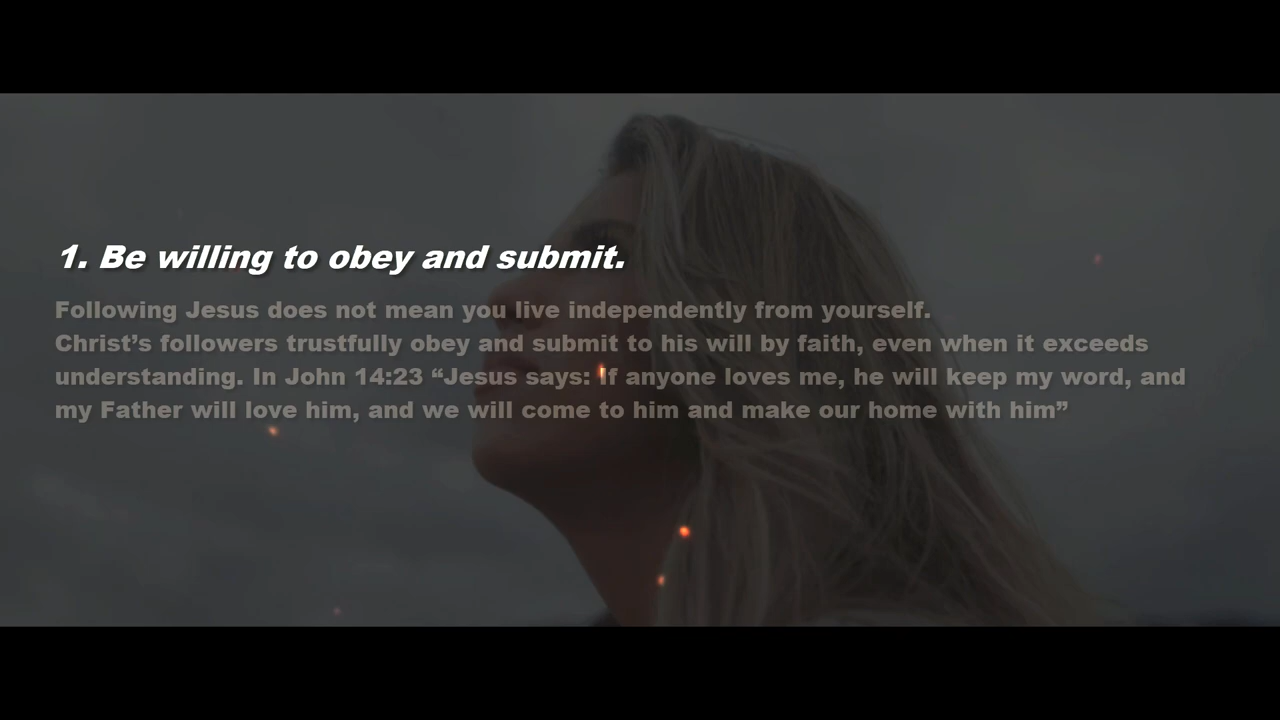 1. Be willing to obey and submit.
Following Jesus does not mean you live independently from yourself.
Christ’s followers trustfully obey and submit to his will by faith, even when it exceeds
understanding. In John 14:23 “Jesus says: If anyone loves me, he will keep my word, and
my Father will love him, and we will come to him and make our home with him”